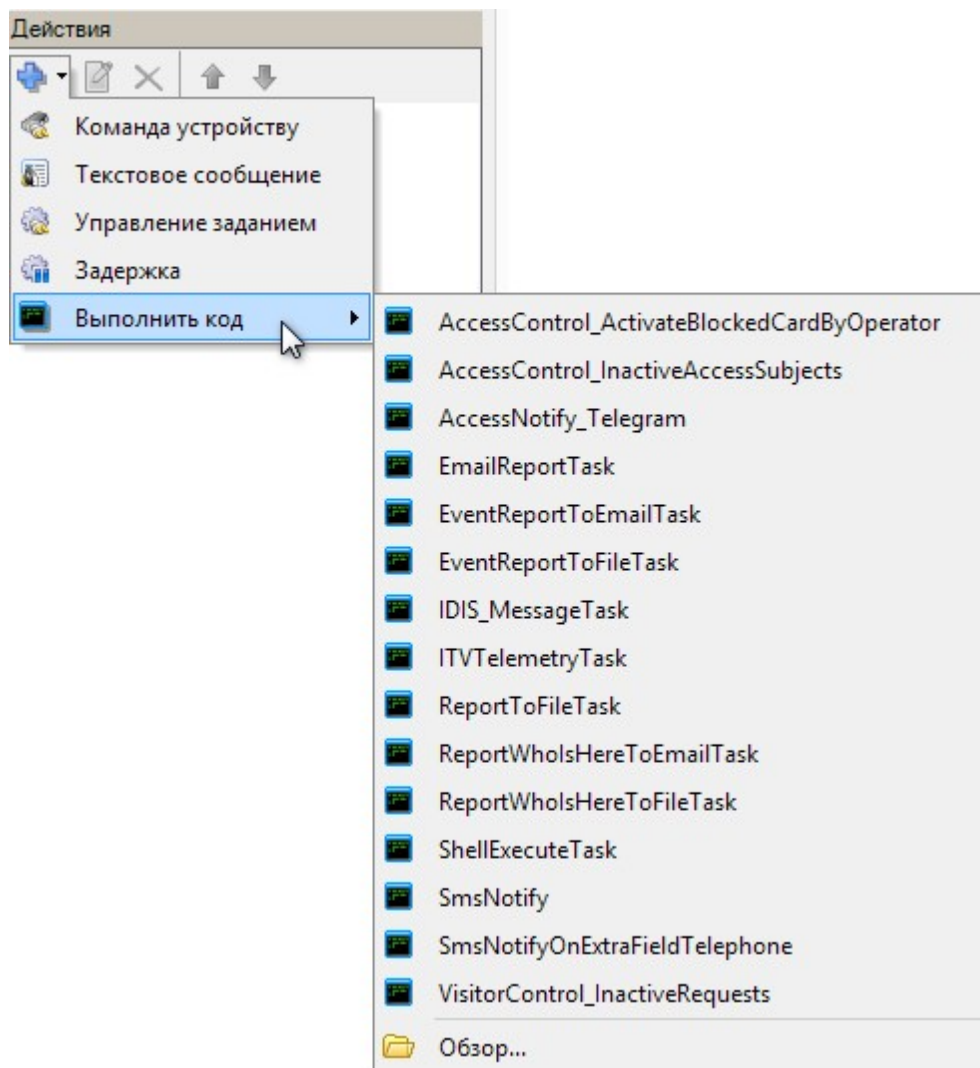 Действия
Команда устройству
Текстовое сообщение
Управление заданием
Задержка
Выполнить код
AccessControl_ActivateBlockedCardByOperator
AccessControl_InactiveAccessSubjects
AccessNotify_Telegram
EmailReportTask
EventReportToEmailTask
EventReportToFileTask
IDIS_MessageTask
ITVTelemetryTask
ReportToFileTask
ReportWhoIsHereToEmailTask
ReportWhoIsHereToFileTask
ShellExecuteTask
SmsNotify
SmsNotifyOnExtraFieldTelephone
VisitorControl_InactiveRequests
Обзор...